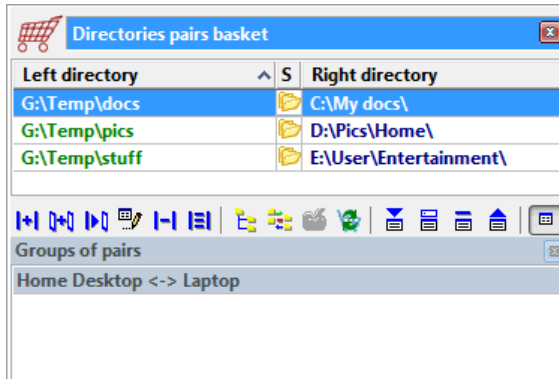 Directories pairs basket
Left directory S Right directory
G:\Temp\docs C:\My docs\
G:\Temp\pics D:\Pics\Home\
G:\Temp\stuff E:\User\Entertainment\
Groups of pairs
Home Desktop <-> Laptop